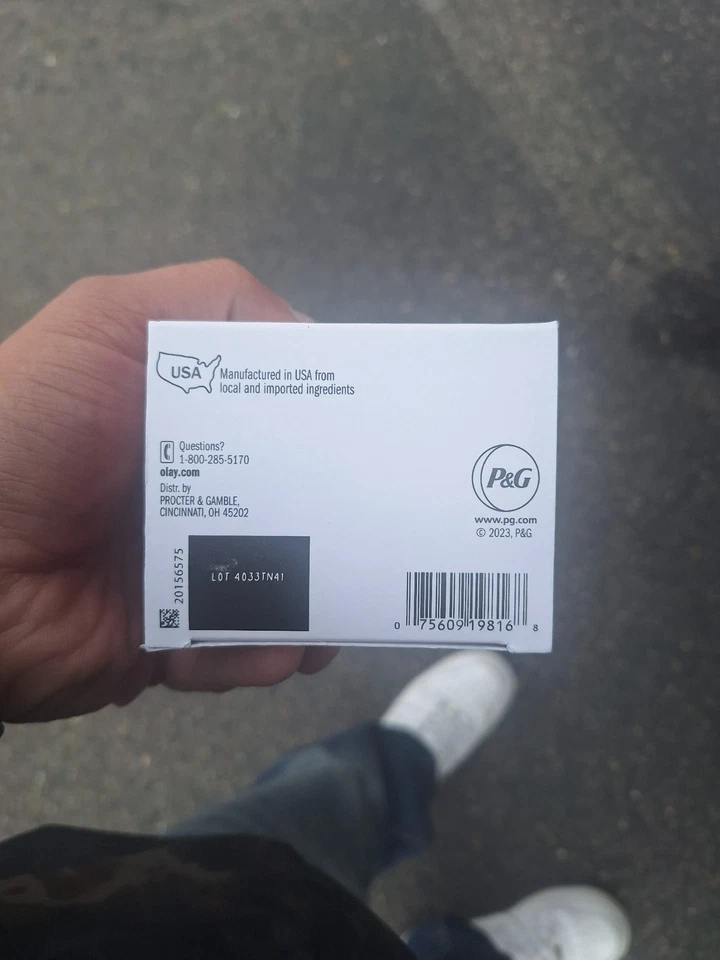 USA
Manufactured in USA from
local and imported ingredients
Questions?
1-800-285-5170
olay.com
Distr. by
PROCTER & GAMBLE,
CINCINNATI, OH 45202
P&G
www.pg.com
© 2023, P&G
20156575
LOT 4033TN41
0 75609 19816 8